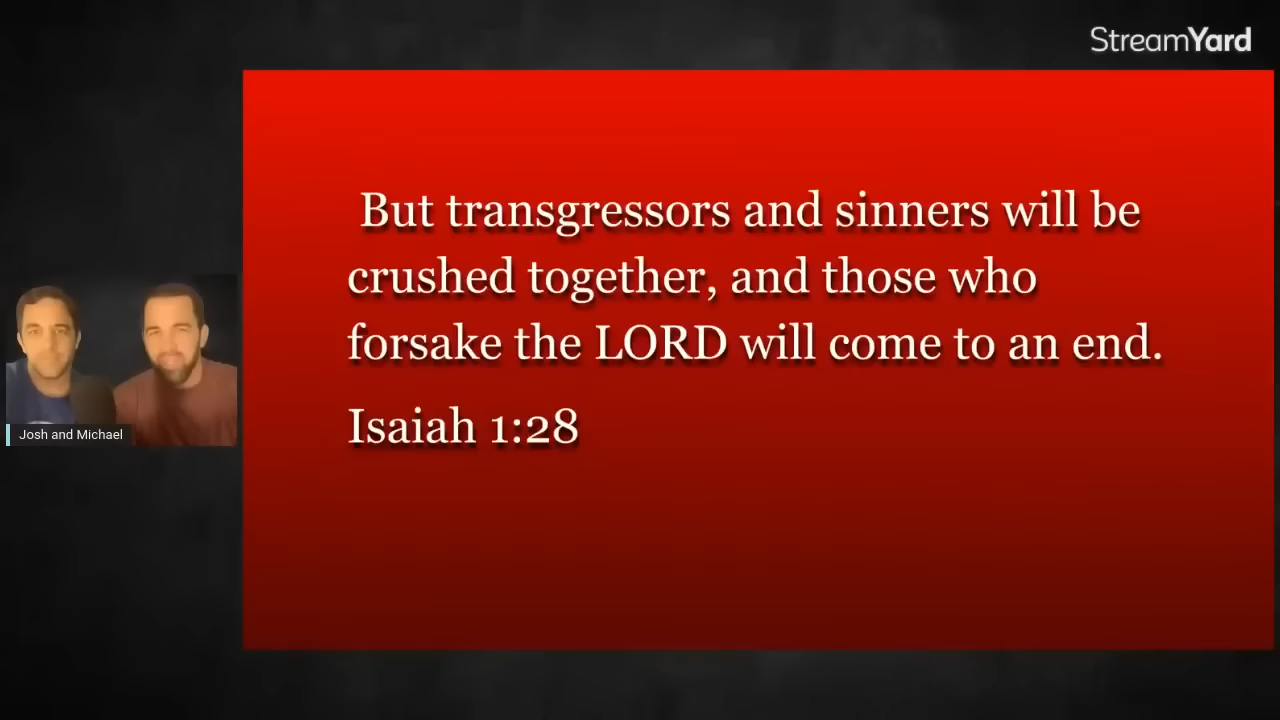 StreamYard
But transgressors and sinners will be
crushed together, and those who
forsake the LORD will come to an end.
Isaiah 1:28
Josh and Michael